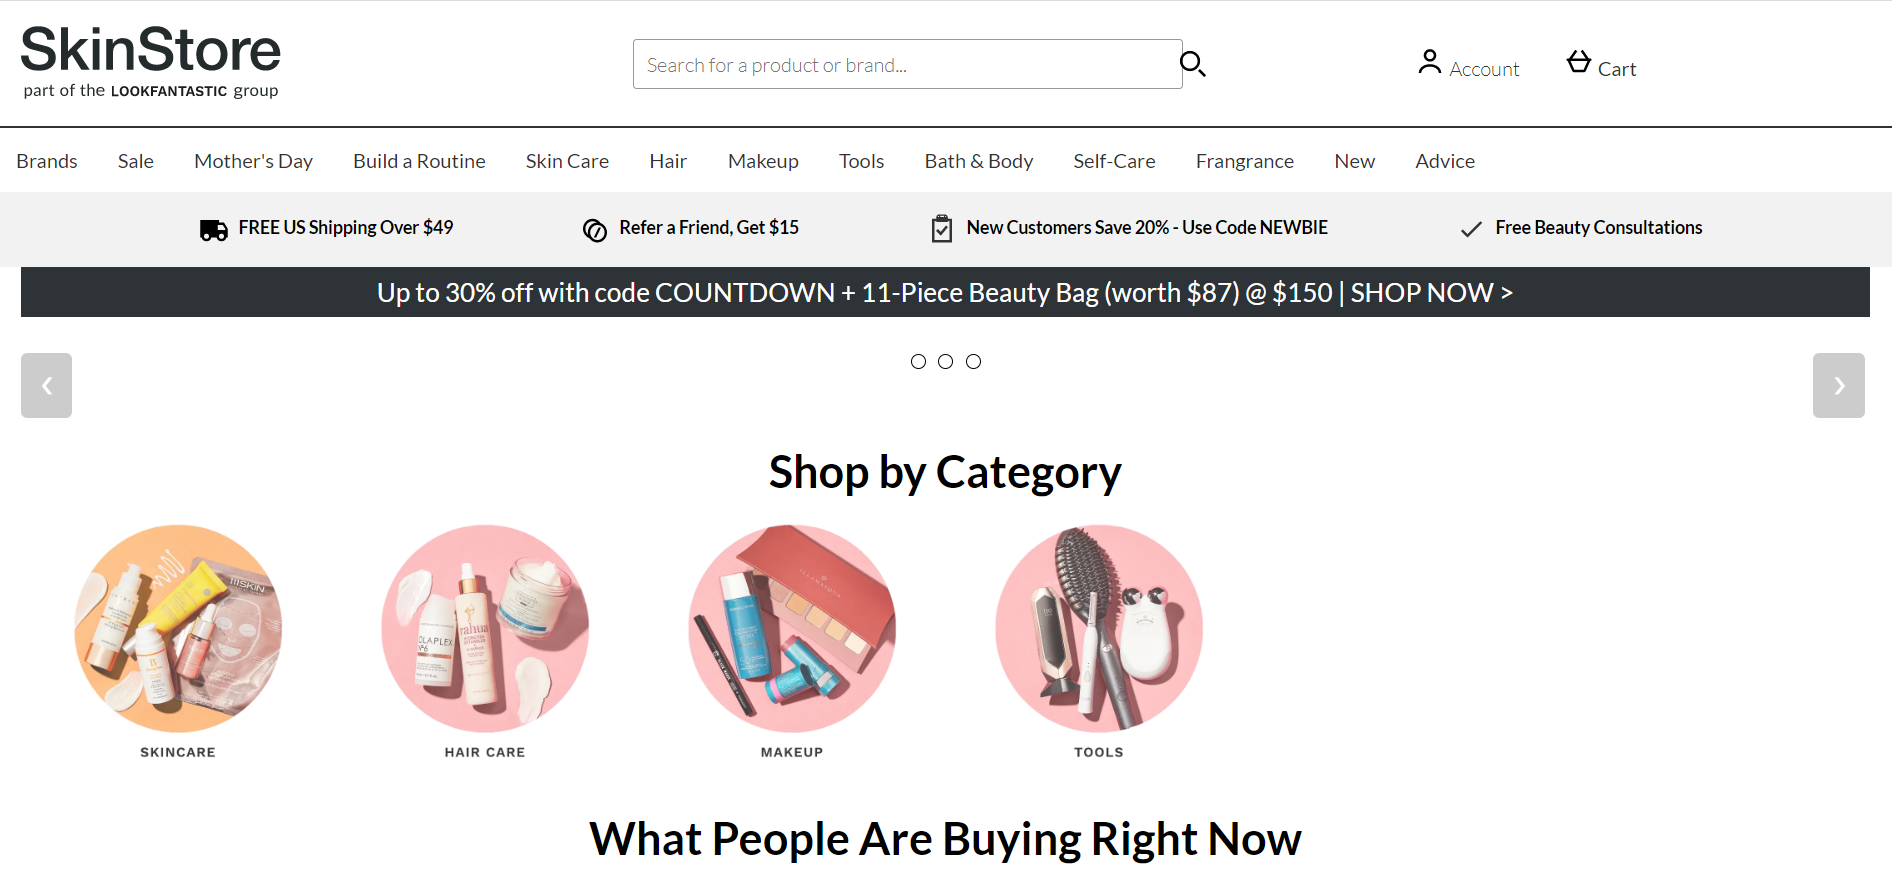 SkinStore
part of the LOOKFANTASTIC group
Search for a product or brand...
Account
Cart
Brands Sale Mother's Day Build a Routine Skin Care Hair Makeup Tools Bath & Body Self-Care Frangrance New Advice
FREE US Shipping Over $49
Refer a Friend, Get $15
New Customers Save 20% - Use Code NEWBIE
Free Beauty Consultations
Up to 30% off with code COUNTDOWN + 11-Piece Beauty Bag (worth $87) @ $150 | SHOP NOW >
Shop by Category
111SKIN
OLAPLEX
Nº6
rahua
SKINCARE
HAIR CARE
MAKEUP
TOOLS
What People Are Buying Right Now